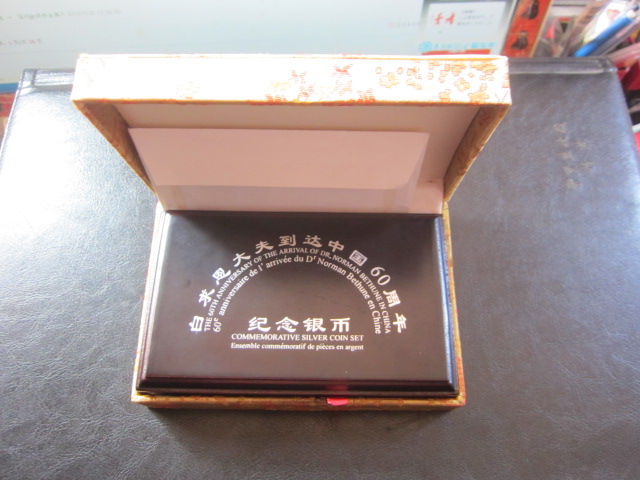 白求恩大夫到达中国60周年
THE 60TH ANNIVERSARY OF THE ARRIVAL OF DR. NORMAN BETHUNE IN CHINA
60e anniversaire de l'arrivée du Dr Norman Bethune en Chine
纪念银币
COMMEMORATIVE SILVER COIN SET
Ensemble commémoratif de pièces en argent